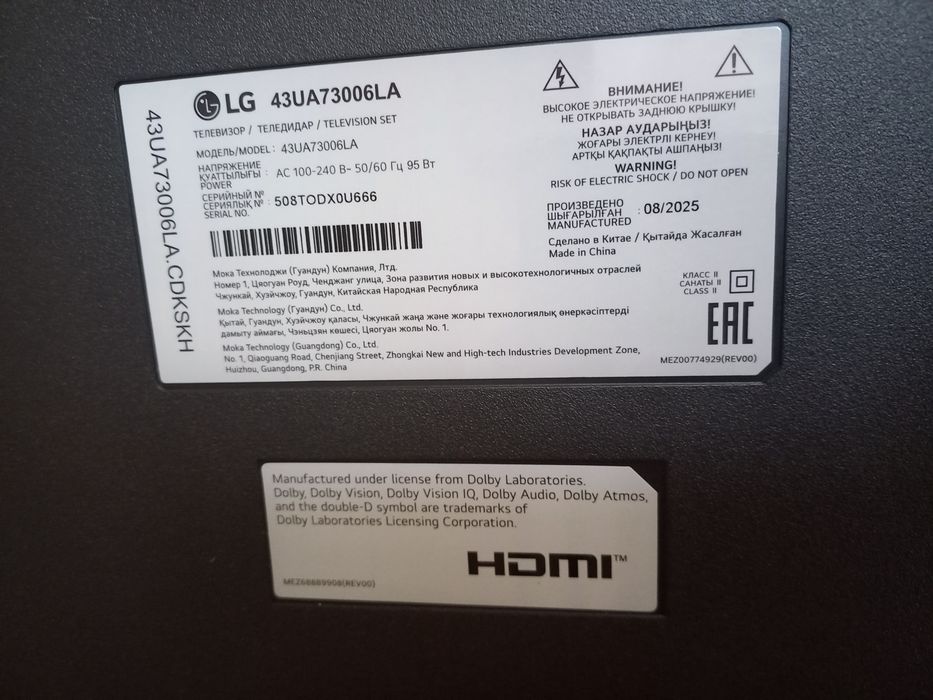 LG 43UA73006LA
ТЕЛЕВИЗОР / ТЕЛЕДИДАР / TELEVISION SET
МОДЕЛЬ/MODEL : 43UA73006LA
НАПРЯЖЕНИЕ
ҚУАТТЫЛЫҒЫ : AC 100-240 В~ 50/60 Гц 95 Вт
POWER
СЕРИЙНЫЙ №
СЕРИЯЛЫҚ № : 508TODX0U666
SERIAL NO.
Мока Технолоджи (Гуандун) Компания, Лтд.
Номер 1, Цяогуан Роуд, Ченджанг улица, Зона развития новых и высокотехнологичных отраслей
Чжункай, Хуэйчжоу, Гуандун, Китайская Народная Республика
Moka Technology (Гуандун) Co., Ltd.
Қытай, Гуандун, Хуэйчжоу қаласы, Чжункай жаңа және жоғары технологиялық өнеркәсіптерді
дамыту аймағы, Чэньцзян көшесі, Цяогуан жолы No. 1.
Moka Technology (Guangdong) Co., Ltd.
No. 1, Qiaoguang Road, Chenjiang Street, Zhongkai New and High-tech Industries Development Zone,
Huizhou, Guangdong, P.R. China
43UA73006LA.CDKSKH
ВНИМАНИЕ!
ВЫСОКОЕ ЭЛЕКТРИЧЕСКОЕ НАПРЯЖЕНИЕ!
НЕ ОТКРЫВАТЬ ЗАДНЮЮ КРЫШКУ!
НАЗАР АУДАРЫҢЫЗ!
ЖОҒАРЫ ЭЛЕКТРЛІ КЕРНЕУ!
АРТҚЫ ҚАҚПАҚТЫ АШПАҢЫЗ!
WARNING!
RISK OF ELECTRIC SHOCK / DO NOT OPEN
ПРОИЗВЕДЕНО
ШЫҒАРЫЛҒАН : 08/2025
MANUFACTURED
Сделано в Китае / Қытайда Жасалған
Made in China
КЛАСС II
САНАТЫ II
CLASS II
EAC
MEZ00774929(REV00)
Manufactured under license from Dolby Laboratories.
Dolby, Dolby Vision, Dolby Vision IQ, Dolby Audio, Dolby Atmos,
and the double-D symbol are trademarks of
Dolby Laboratories Licensing Corporation.
HDMI™
MEZ68889908(REV00)